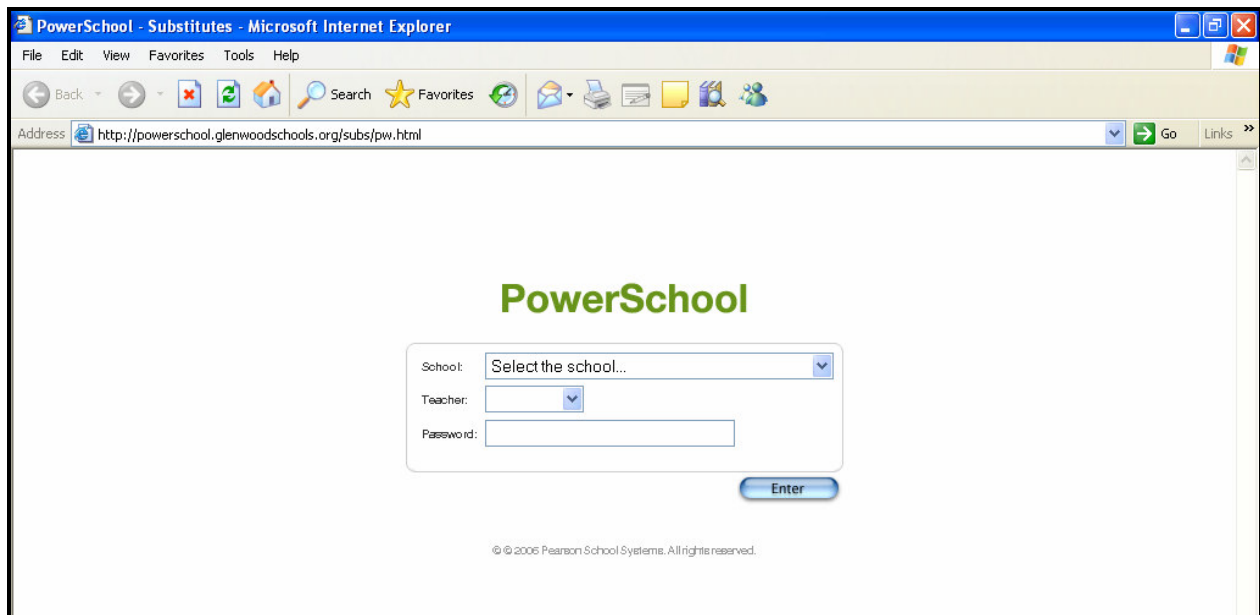 PowerSchool - Substitutes - Microsoft Internet Explorer
File Edit View Favorites Tools Help
Back Search Favorites
Address http://powerschool.glenwoodschools.org/subs/pw.html Go Links »
PowerSchool
School: Select the school...
Teacher:
Password:
Enter
© © 2006 Pearson School Systems. All rights reserved.